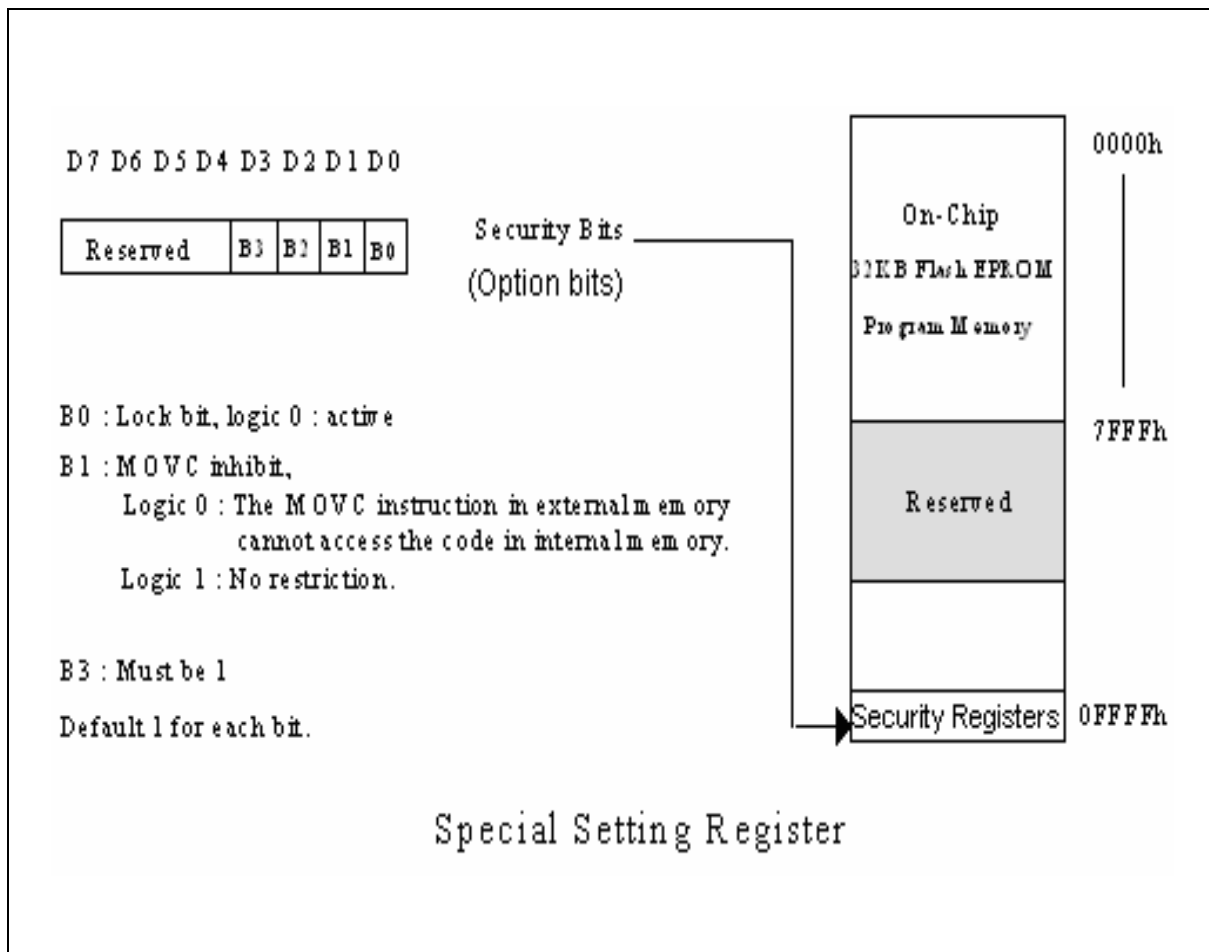 D7 D6 D5 D4 D3 D2 D1 D0
Reserved B3 B2 B1 B0
Security Bits
(Option bits)
B0 : Lock bit, logic 0 : active
B1 : MOVC inhibit,
Logic 0 : The MOVC instruction in external memory
cannot access the code in internal memory.
Logic 1 : No restriction.
B3 : Must be 1
Default 1 for each bit.
0000h
On-Chip
32KB Flash EPROM
Program Memory
7FFFh
Reserved
Security Registers
0FFFFh
Special Setting Register